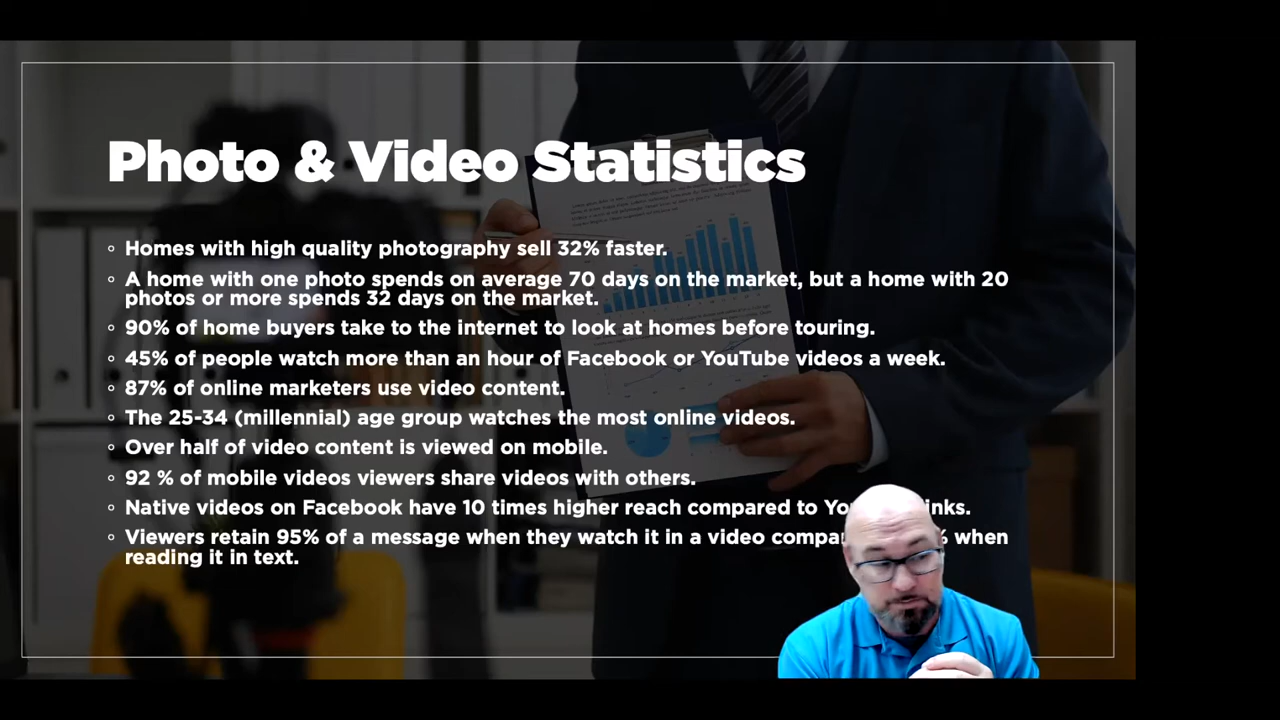 Photo & Video Statistics
Homes with high quality photography sell 32% faster.
A home with one photo spends on average 70 days on the market, but a home with 20
photos or more spends 32 days on the market.
90% of home buyers take to the internet to look at homes before touring.
45% of people watch more than an hour of Facebook or YouTube videos a week.
87% of online marketers use video content.
The 25-34 (millennial) age group watches the most online videos.
Over half of video content is viewed on mobile.
92 % of mobile videos viewers share videos with others.
Native videos on Facebook have 10 times higher reach compared to
Viewers retain 95% of a message when they watch it in a video when
reading it in text.